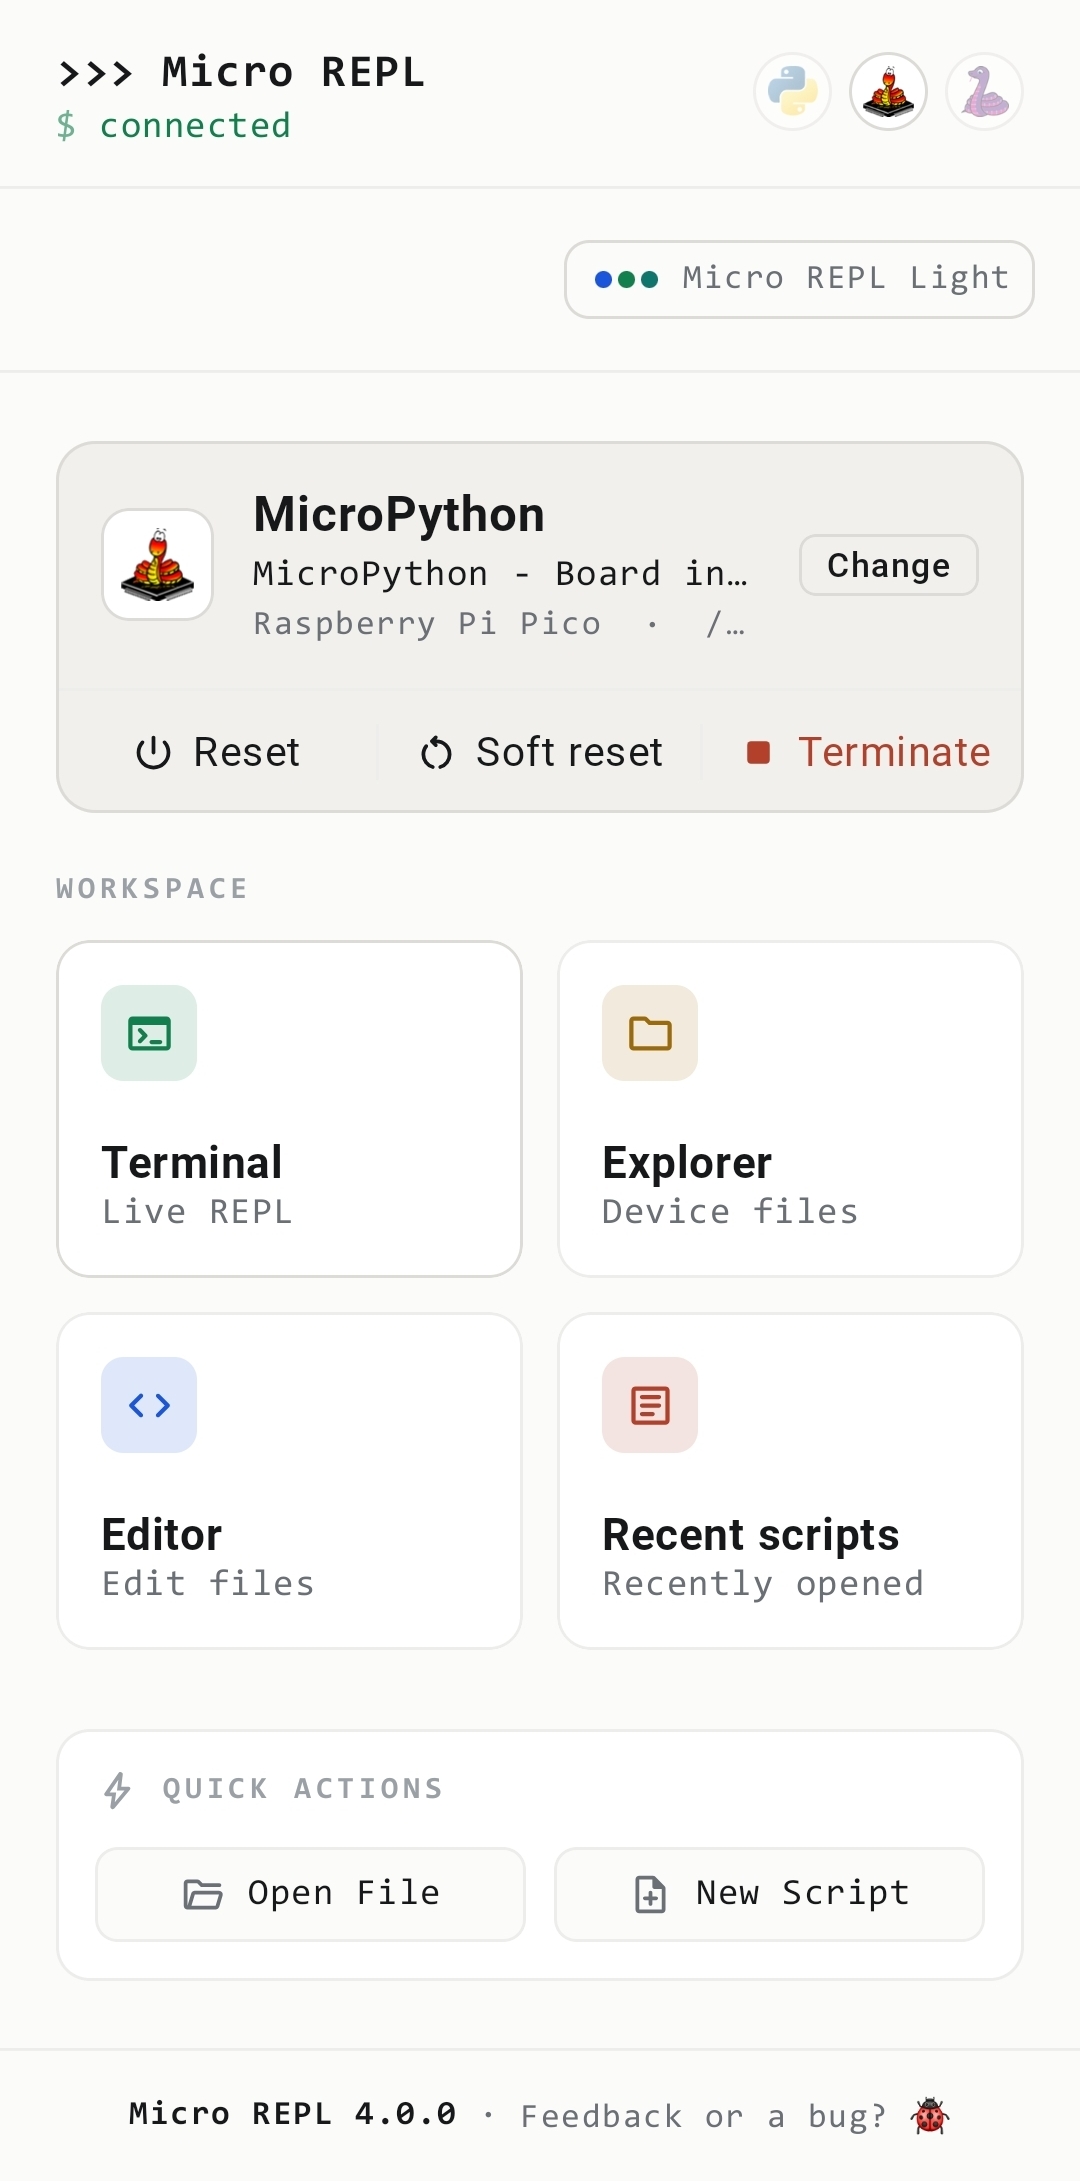 >>> Micro REPL
$ connected
Micro REPL Light
MicroPython
MicroPython - Board in…
Raspberry Pi Pico · /…
Change
Reset
Soft reset
Terminate
WORKSPACE
Terminal
Live REPL
Explorer
Device files
Editor
Edit files
Recent scripts
Recently opened
QUICK ACTIONS
Open File
New Script
Micro REPL 4.0.0 · Feedback or a bug? 🐞